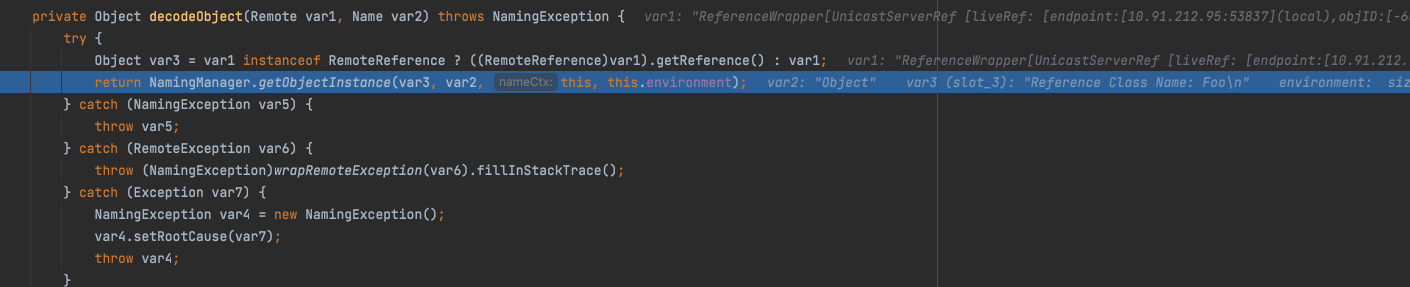 private Object decodeObject(Remote var1, Name var2) throws NamingException {   var1: "ReferenceWrapper[UnicastServerRef [liveRef: [endpoint:[10.91.212.95:53837](local),objID:[-6
try {
Object var3 = var1 instanceof RemoteReference ? ((RemoteReference)var1).getReference() : var1;   var1: "ReferenceWrapper[UnicastServerRef [liveRef: [endpoint:[10.91.212.
return NamingManager.getObjectInstance(var3, var2, nameCtx: this, this.environment);   var2: "Object"   var3 (slot_3): "Reference Class Name: Foo\n"   environment:  siz
} catch (NamingException var5) {
throw var5;
} catch (RemoteException var6) {
throw (NamingException)wrapRemoteException(var6).fillInStackTrace();
} catch (Exception var7) {
NamingException var4 = new NamingException();
var4.setRootCause(var7);
throw var4;
}